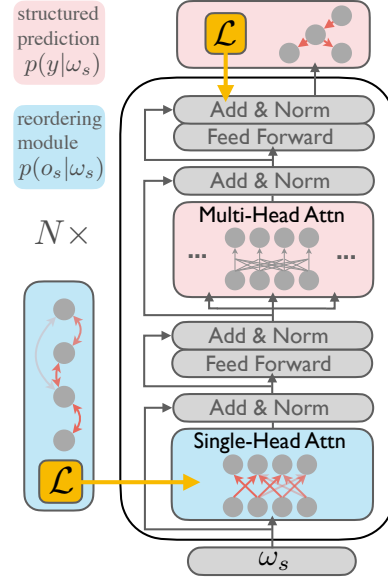 structured
prediction
p(y|ω_s)
reordering
module
p(o_s|ω_s)
N×
ℒ
Add & Norm
Feed Forward
Add & Norm
Multi-Head Attn
... ...
Add & Norm
Feed Forward
Add & Norm
Single-Head Attn
ℒ
ω_s